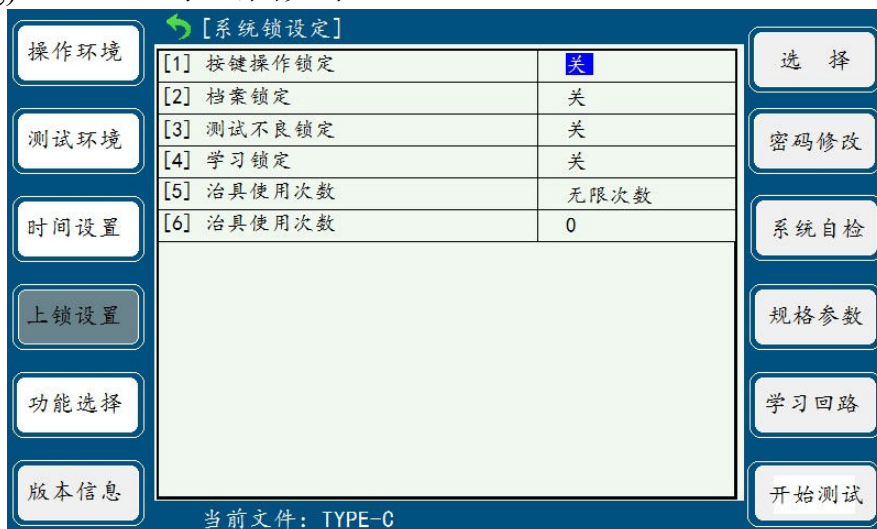 操作环境
测试环境
时间设置
上锁设置
功能选择
版本信息
[系统锁设定]
[1] 按键操作锁定 关
[2] 档案锁定 关
[3] 测试不良锁定 关
[4] 学习锁定 关
[5] 治具使用次数 无限次数
[6] 治具使用次数 0
当前文件: TYPE-C
选 择
密码修改
系统自检
规格参数
学习回路
开始测试